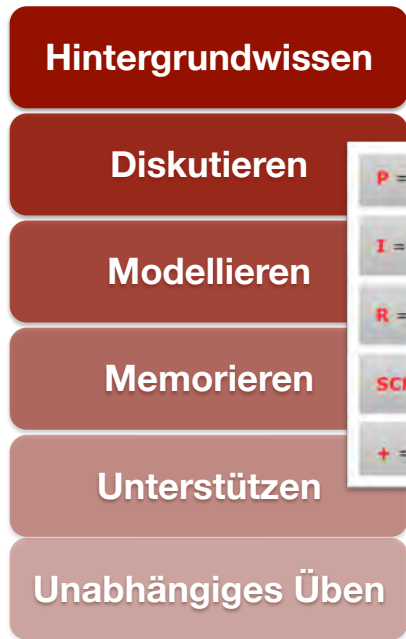 Hintergrundwissen
Diskutieren
P =
Modellieren
I =
R =
Memorieren
+ =
Unterstützen
Unabhängiges Üben